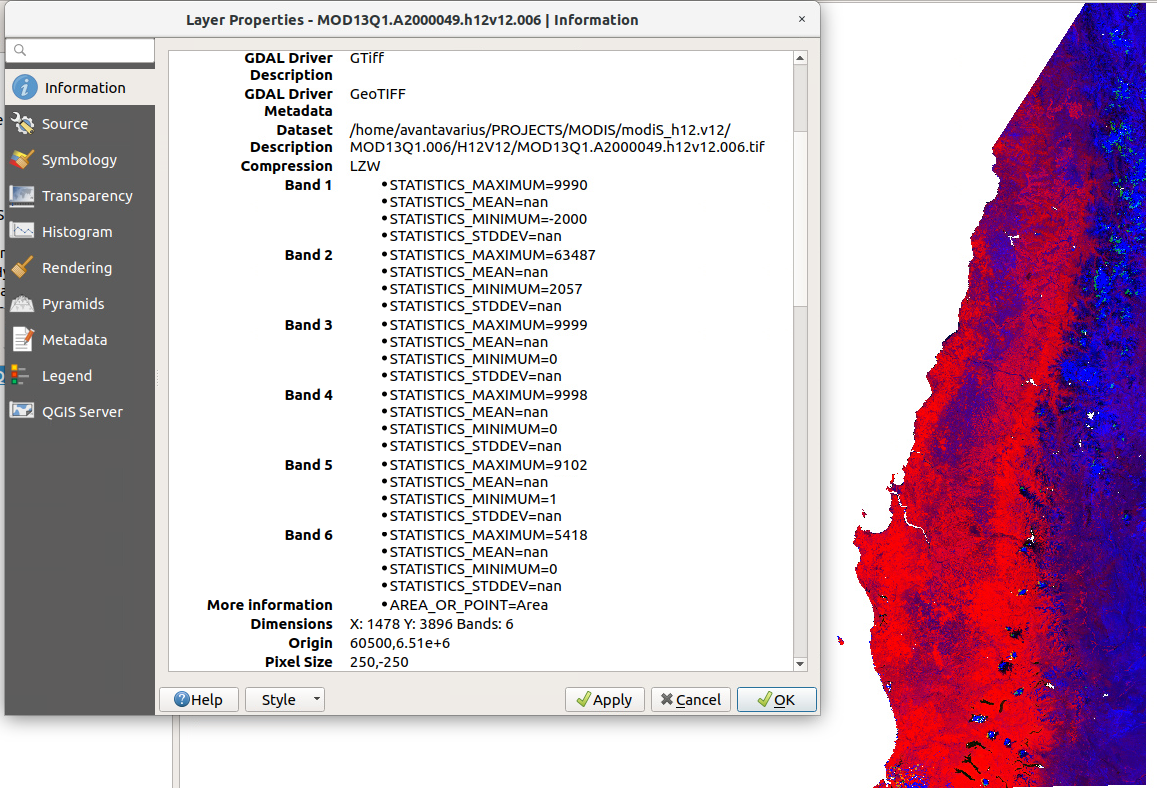 Layer Properties - MOD13Q1.A2000049.h12v12.006 | Information
×
Information
Source
Symbology
Transparency
Histogram
Rendering
Pyramids
Metadata
Legend
QGIS Server
GDAL Driver Description GTiff
GDAL Driver Metadata GeoTIFF
Dataset Description /home/avantavarius/PROJECTS/MODIS/modiS_h12.v12/
MOD13Q1.006/H12V12/MOD13Q1.A2000049.h12v12.006.tif
Compression LZW
Band 1 • STATISTICS_MAXIMUM=9990
• STATISTICS_MEAN=nan
• STATISTICS_MINIMUM=-2000
• STATISTICS_STDDEV=nan
Band 2 • STATISTICS_MAXIMUM=63487
• STATISTICS_MEAN=nan
• STATISTICS_MINIMUM=2057
• STATISTICS_STDDEV=nan
Band 3 • STATISTICS_MAXIMUM=9999
• STATISTICS_MEAN=nan
• STATISTICS_MINIMUM=0
• STATISTICS_STDDEV=nan
Band 4 • STATISTICS_MAXIMUM=9998
• STATISTICS_MEAN=nan
• STATISTICS_MINIMUM=0
• STATISTICS_STDDEV=nan
Band 5 • STATISTICS_MAXIMUM=9102
• STATISTICS_MEAN=nan
• STATISTICS_MINIMUM=1
• STATISTICS_STDDEV=nan
Band 6 • STATISTICS_MAXIMUM=5418
• STATISTICS_MEAN=nan
• STATISTICS_MINIMUM=0
• STATISTICS_STDDEV=nan
More information • AREA_OR_POINT=Area
Dimensions X: 1478 Y: 3896 Bands: 6
Origin 60500,6.51e+6
Pixel Size 250,-250
Help
Style
Apply
Cancel
OK